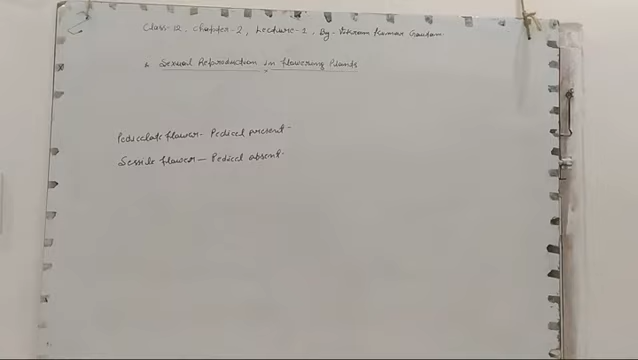 Class-12, Chapter-2, Lecture-1, By- Vikram Kumar Gautam
Sexual Reproduction in flowering Plants
Pedicelate flower- Pedicel present-
Sessile flower— Pedicel absent.